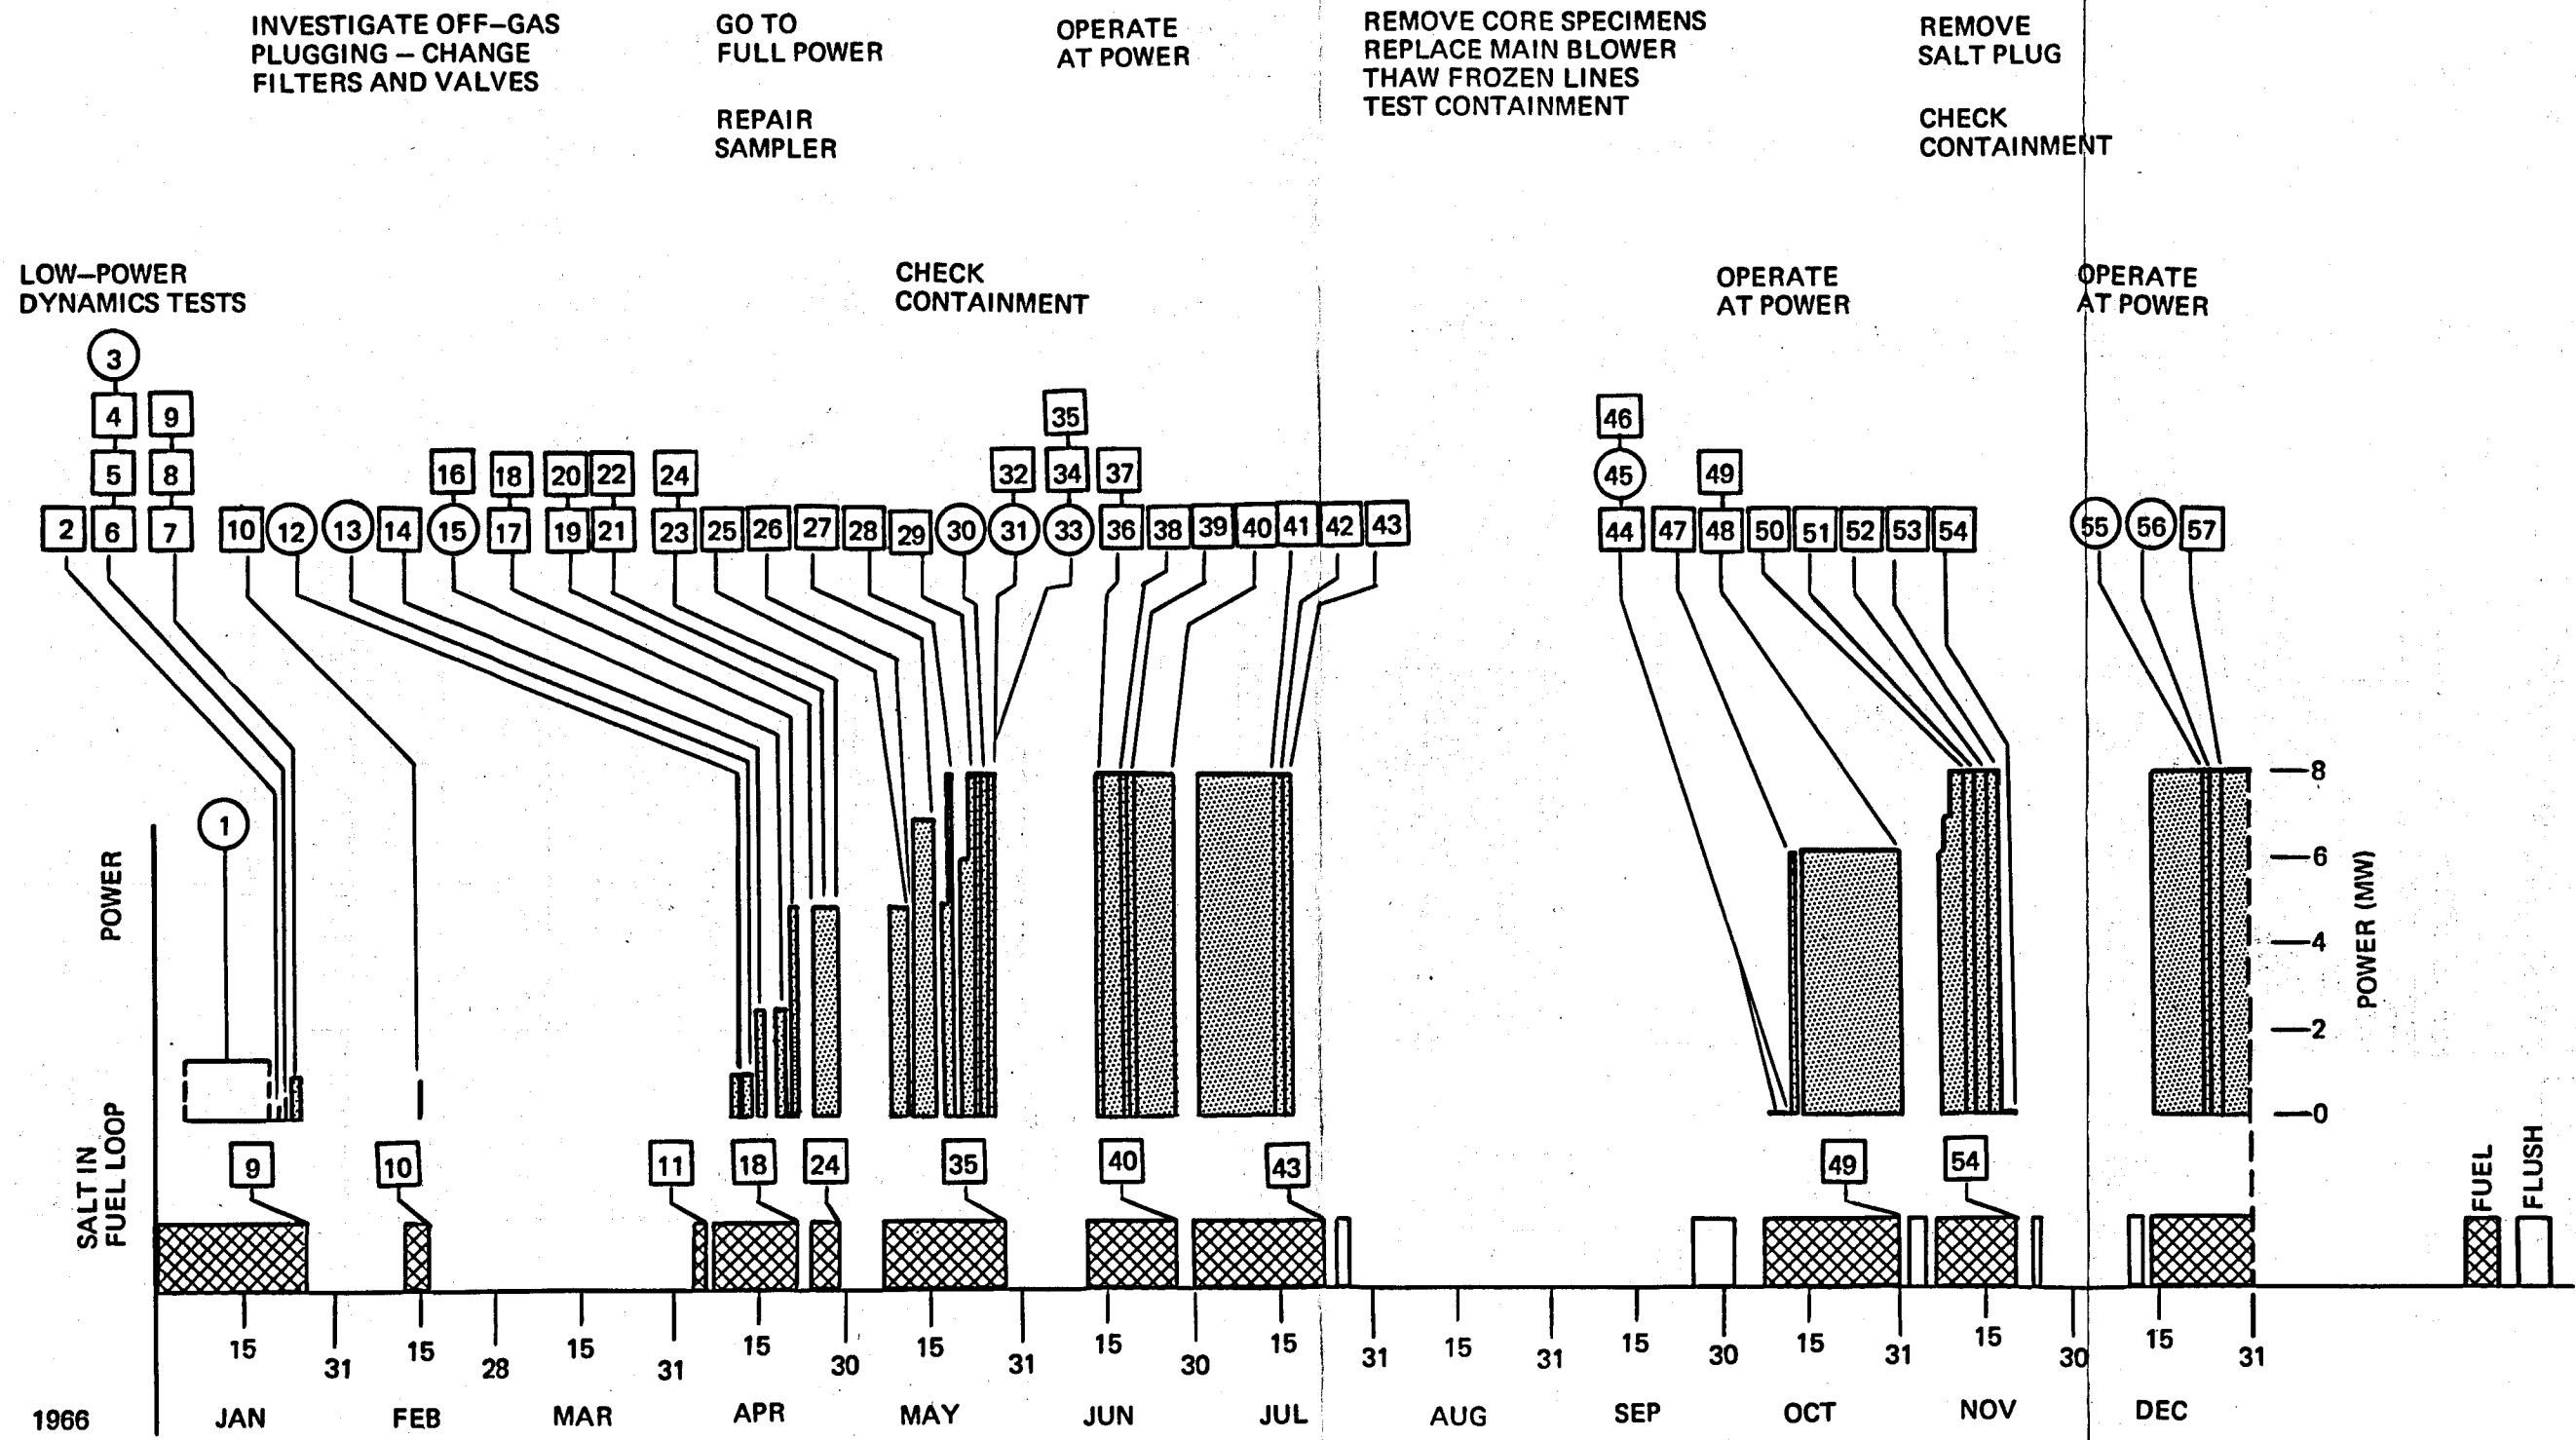 INVESTIGATE OFF–GAS
PLUGGING – CHANGE
FILTERS AND VALVES
GO TO
FULL POWER
REPAIR
SAMPLER
OPERATE
AT POWER
REMOVE CORE SPECIMENS
REPLACE MAIN BLOWER
THAW FROZEN LINES
TEST CONTAINMENT
REMOVE
SALT PLUG
CHECK
CONTAINMENT
LOW–POWER
DYNAMICS TESTS
CHECK
CONTAINMENT
OPERATE
AT POWER
OPERATE
AT POWER
3
4 9 35 46
5 8 16 18 20 22 24 32 34 37 45 49
2 6 7 10 12 13 14 15 17 19 21 23 25 26 27 28 29 30 31 33 36 38 39 40 41 42 43 44 47 48 50 51 52 53 54 55 56 57
1
POWER
8
6
4
2
0
POWER (MW)
SALT IN
FUEL LOOP
9 10 11 18 24 35 40 43 49 54
FUEL
FLUSH
15 15 15 15 15 15 15 15 15 15 15 15
31 28 31 30 31 30 31 31 30 31 30 31
1966 JAN FEB MAR APR MAY JUN JUL AUG SEP OCT NOV DEC